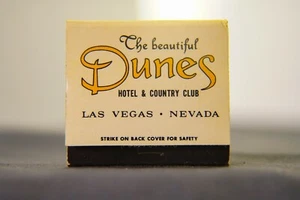 The beautiful
Dunes
HOTEL & COUNTRY CLUB
LAS VEGAS · NEVADA
STRIKE ON BACK COVER FOR SAFETY